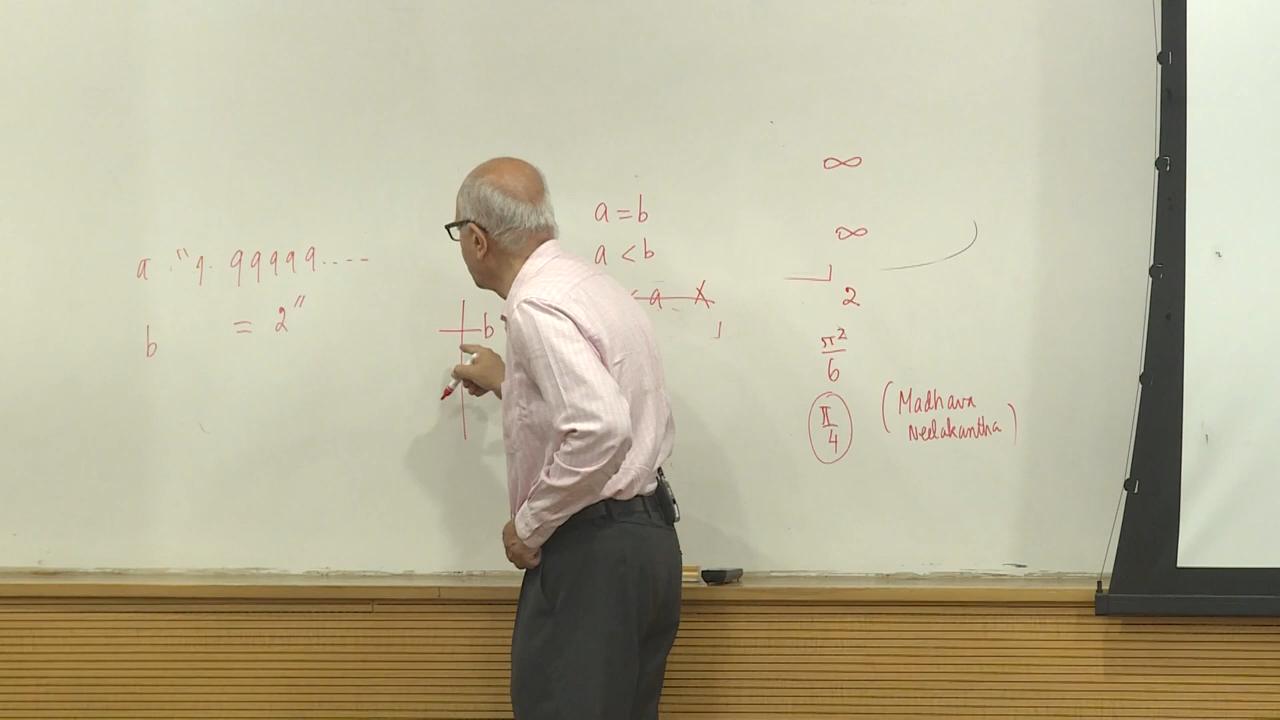 a "1.99999....
b = 2"
b
a = b
a < b
a
∞
∞
2
π²/6
π/4 (Madhava
Neelakantha)